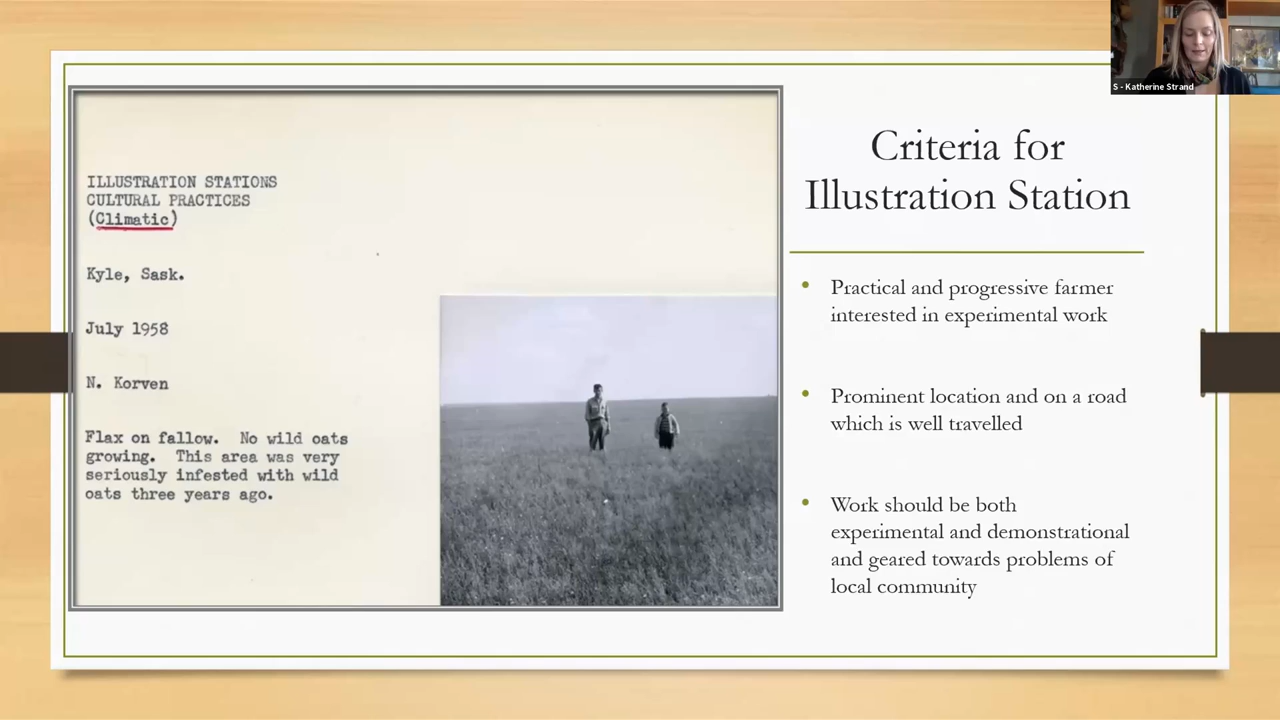 S - Katherine Strand
ILLUSTRATION STATIONS
CULTURAL PRACTICES
(Climatic)
Kyle, Sask.
July 1958
N. Korven
Flax on fallow. No wild oats
growing. This area was very
seriously infested with wild
oats three years ago.
Criteria for
Illustration Station
Practical and progressive farmer
interested in experimental work
Prominent location and on a road
which is well travelled
Work should be both
experimental and demonstrational
and geared towards problems of
local community